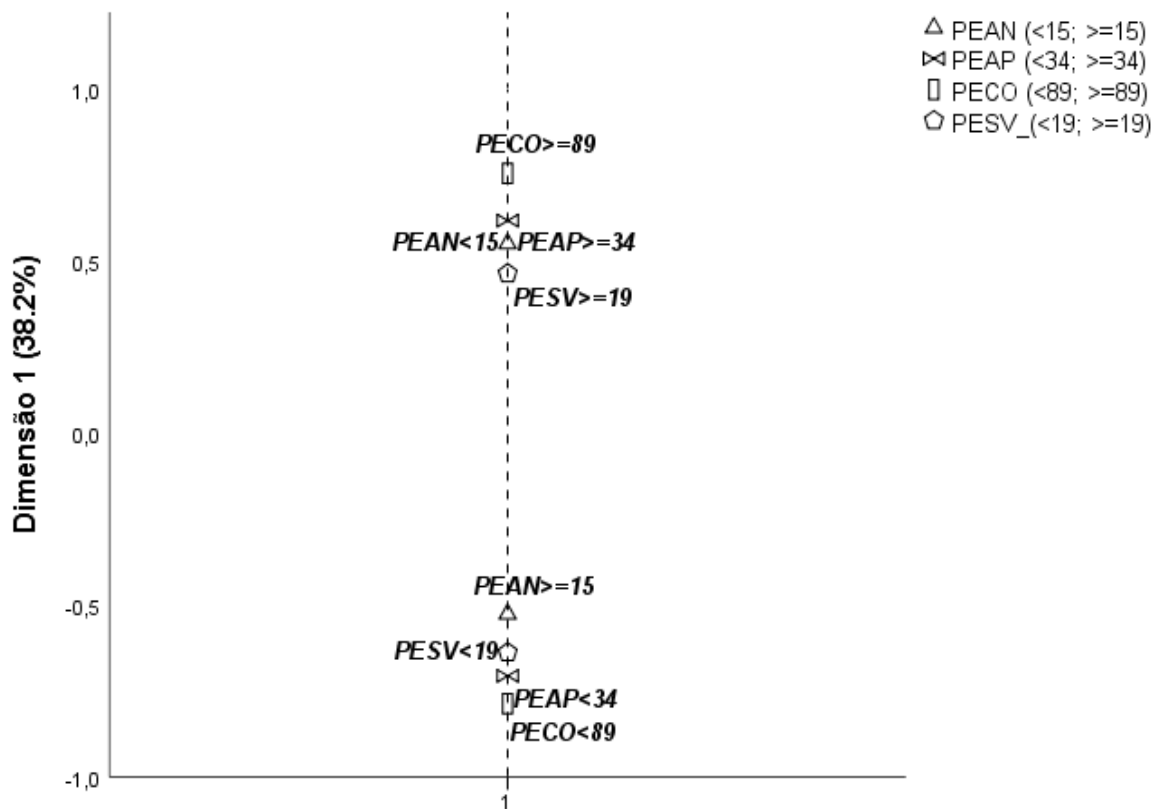 PEAN (<15; >=15)
PEAP (<34; >=34)
PECO (<89; >=89)
PESV_(<19; >=19)
Dimensão 1 (38.2%)
1,0
0,5
0,0
-0,5
-1,0
PECO>=89
PEAN<15
PEAP>=34
PESV>=19
PEAN>=15
PESV<19
PEAP<34
PECO<89
1